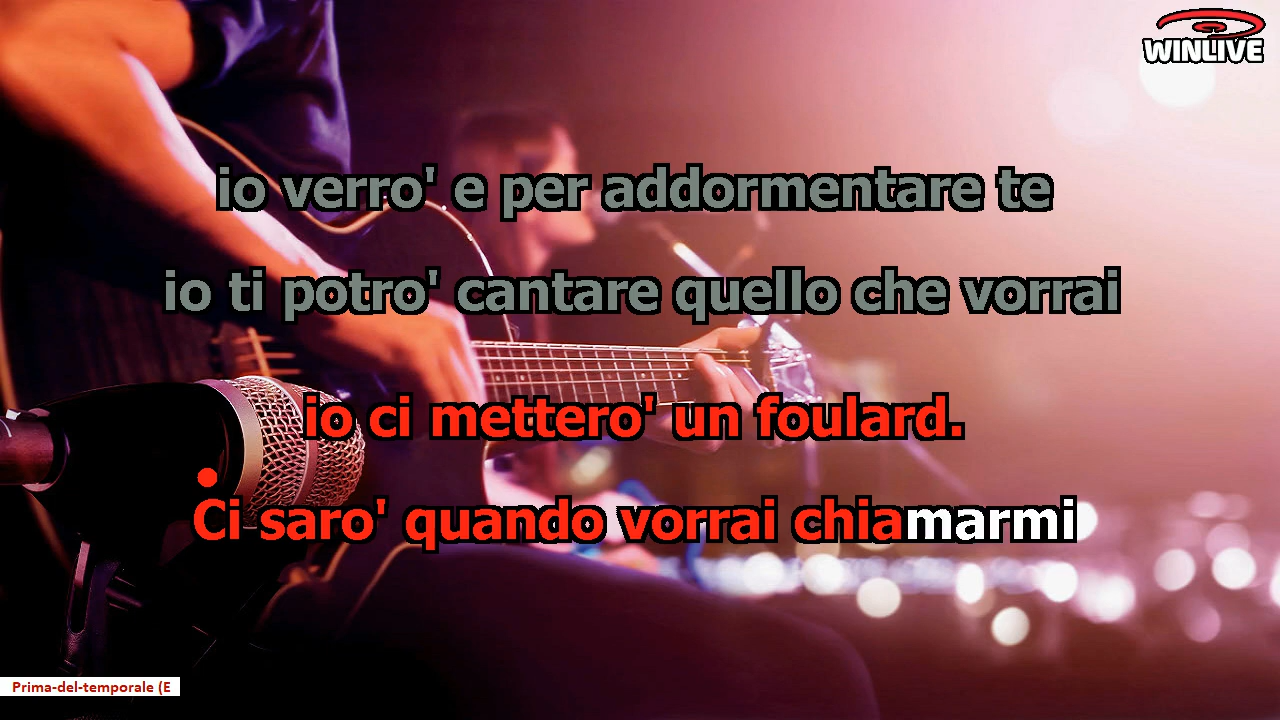 WINLIVE
io verro' e per addormentare te
io ti potro' cantare quello che vorrai
io ci mettero' un foulard.
Ci saro' quando vorrai chiamarmi
Prima-del-temporale (E